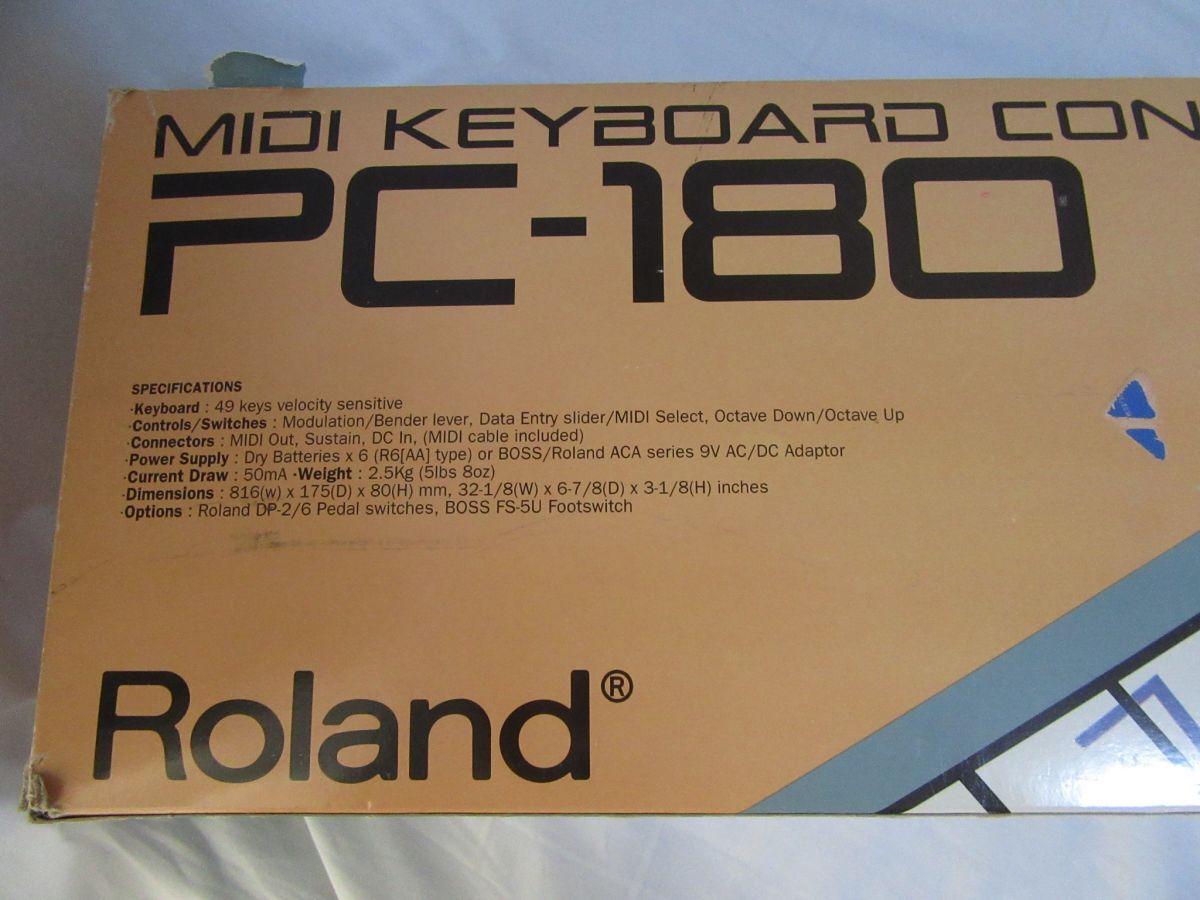 MIDI KEYBOARD CON
PC-180
SPECIFICATIONS
·Keyboard : 49 keys velocity sensitive
·Controls/Switches : Modulation/Bender lever, Data Entry slider/MIDI Select, Octave Down/Octave Up
·Connectors : MIDI Out, Sustain, DC In, (MIDI cable included)
·Power Supply : Dry Batteries x 6 (R6[AA] type) or BOSS/Roland ACA series 9V AC/DC Adaptor
·Current Draw : 50mA ·Weight : 2.5Kg (5lbs 8oz)
·Dimensions : 816(w) x 175(D) x 80(H) mm, 32-1/8(W) x 6-7/8(D) x 3-1/8(H) inches
·Options : Roland DP-2/6 Pedal switches, BOSS FS-5U Footswitch
Roland®